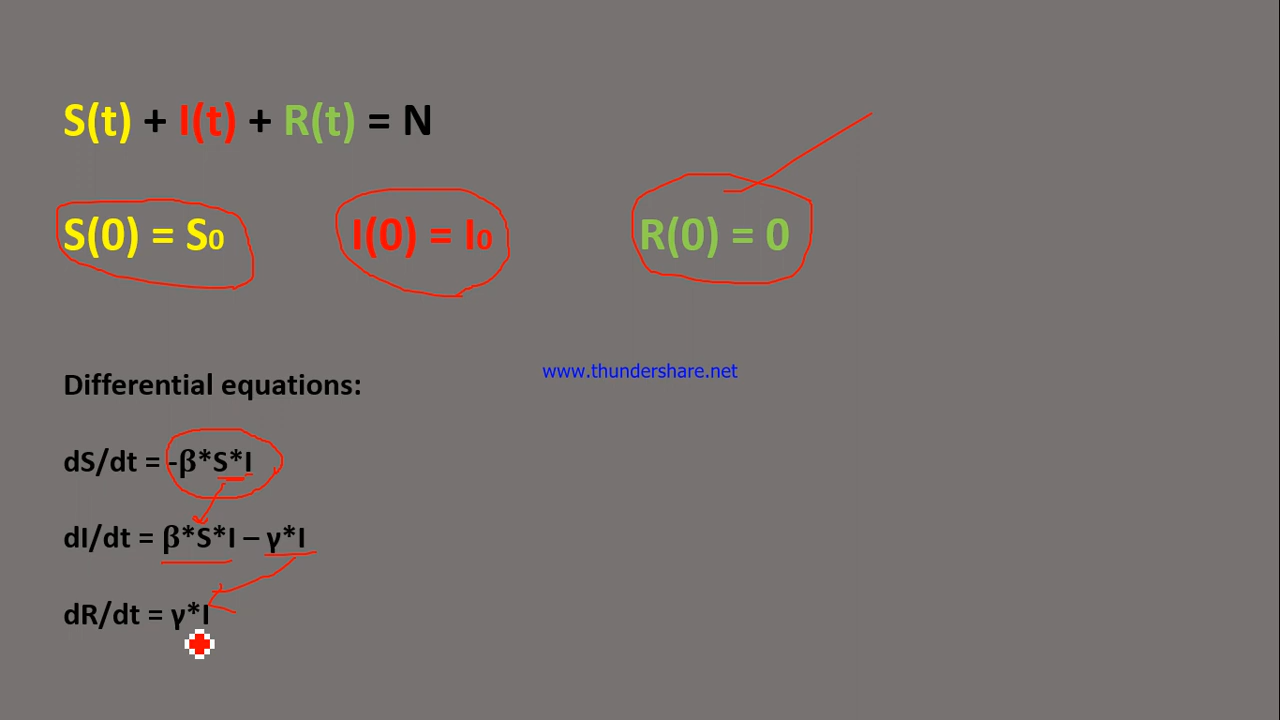 S(t) + I(t) + R(t) = N
S(0) = S₀ I(0) = I₀ R(0) = 0
www.thundershare.net
Differential equations:
dS/dt = -β*S*I
dI/dt = β*S*I – γ*I
dR/dt = γ*I